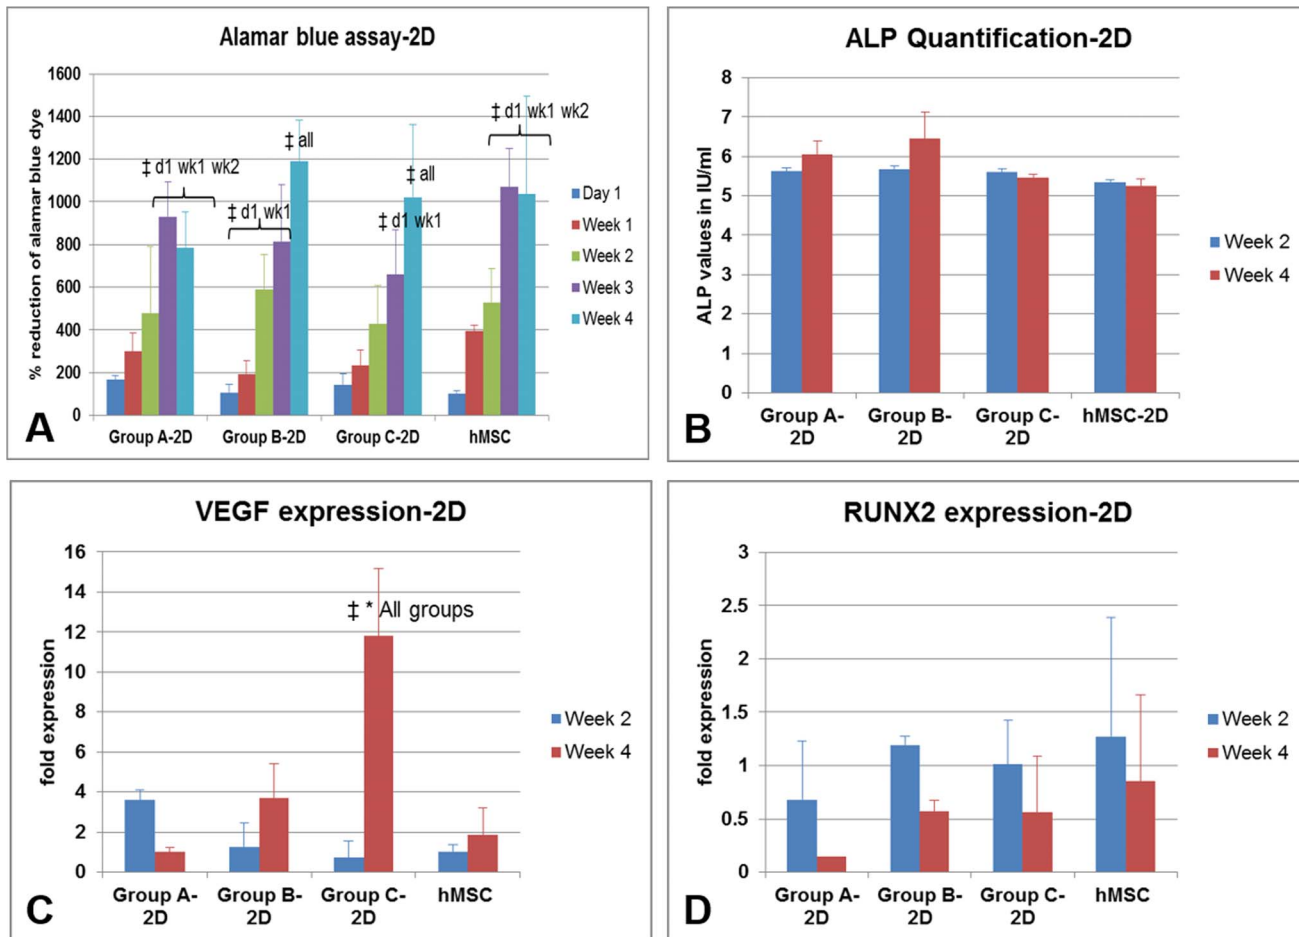 Alamar blue assay-2D
% reduction of alamar blue dye
1600
1400
1200
1000
800
600
400
200
0
‡ d1 wk1 wk2
‡ d1 wk1
‡ all
‡ d1 wk1
‡ all
‡ d1 wk1 wk2
Day 1
Week 1
Week 2
Week 3
Week 4
Group A-2D
Group B-2D
Group C-2D
hMSC
A
ALP Quantification-2D
ALP values in IU/ml
8
7
6
5
4
3
2
1
0
Week 2
Week 4
Group A-
2D
Group B-
2D
Group C-
2D
hMSC-2D
B
VEGF expression-2D
fold expression
16
14
12
10
8
6
4
2
0
‡ * All groups
Week 2
Week 4
Group A-
2D
Group B-
2D
Group C-
2D
hMSC
C
RUNX2 expression-2D
fold expression
3
2.5
2
1.5
1
0.5
0
Week 2
Week 4
Group A-
2D
Group B-
2D
Group C-
2D
hMSC
D